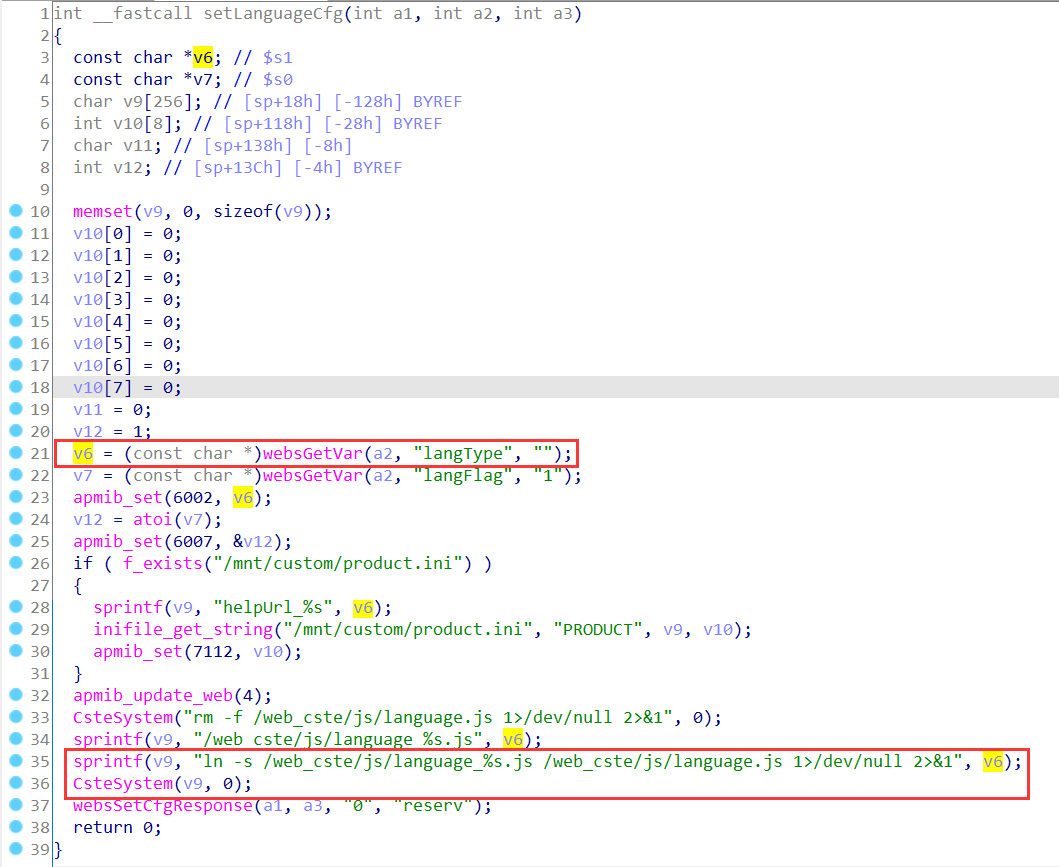 1 int __fastcall setLanguageCfg(int a1, int a2, int a3)
2 {
3 const char *v6; // $s1
4 const char *v7; // $s0
5 char v9[256]; // [sp+18h] [-128h] BYREF
6 int v10[8]; // [sp+118h] [-28h] BYREF
7 char v11; // [sp+138h] [-8h]
8 int v12; // [sp+13Ch] [-4h] BYREF
9
10 memset(v9, 0, sizeof(v9));
11 v10[0] = 0;
12 v10[1] = 0;
13 v10[2] = 0;
14 v10[3] = 0;
15 v10[4] = 0;
16 v10[5] = 0;
17 v10[6] = 0;
18 v10[7] = 0;
19 v11 = 0;
20 v12 = 1;
21 v6 = (const char *)websGetVar(a2, "langType", "");
22 v7 = (const char *)websGetVar(a2, "langFlag", "1");
23 apmib_set(6002, v6);
24 v12 = atoi(v7);
25 apmib_set(6007, &v12);
26 if ( f_exists("/mnt/custom/product.ini") )
27 {
28 sprintf(v9, "helpUrl_%s", v6);
29 inifile_get_string("/mnt/custom/product.ini", "PRODUCT", v9, v10);
30 apmib_set(7112, v10);
31 }
32 apmib_update_web(4);
33 CsteSystem("rm -f /web_cste/js/language.js 1>/dev/null 2>&1", 0);
34 sprintf(v9, "/web_cste/js/language_%s.js", v6);
35 sprintf(v9, "ln -s /web_cste/js/language_%s.js /web_cste/js/language.js 1>/dev/null 2>&1", v6);
36 CsteSystem(v9, 0);
37 websSetCfgResponse(a1, a3, "0", "reserv");
38 return 0;
39 }